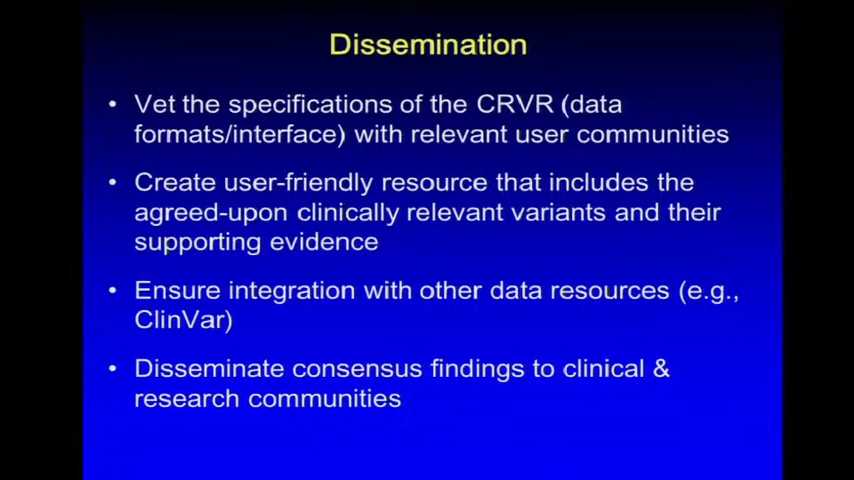 Dissemination
• Vet the specifications of the CRVR (data
formats/interface) with relevant user communities
• Create user-friendly resource that includes the
agreed-upon clinically relevant variants and their
supporting evidence
• Ensure integration with other data resources (e.g.,
ClinVar)
• Disseminate consensus findings to clinical &
research communities